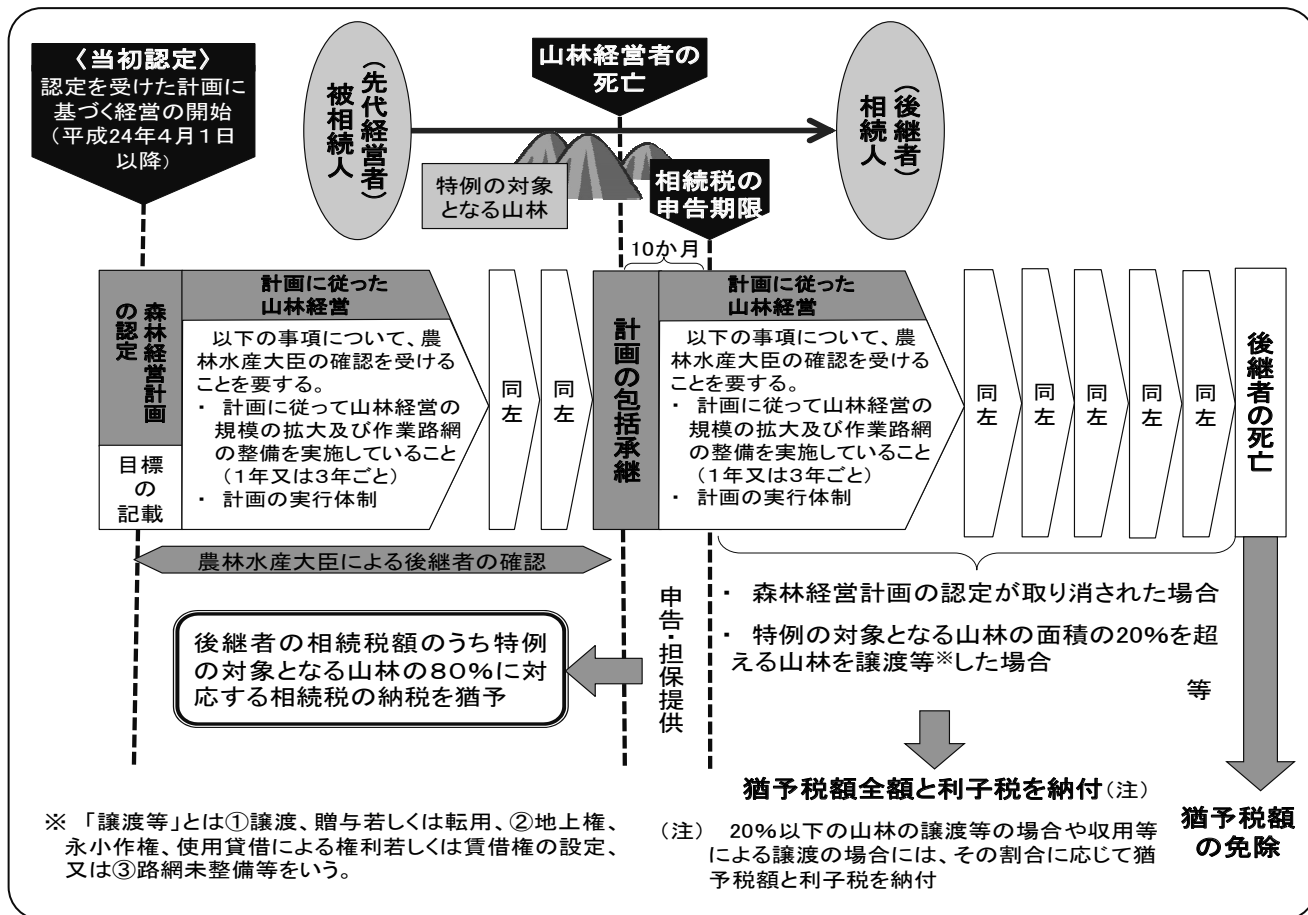 〈当初認定〉
認定を受けた計画に
基づく経営の開始
(平成24年4月1日
以降)
被相続人
(先代経営者)
山林経営者の
死亡
相続人
(後継者)
特例の対象
となる山林
相続税の
申告期限
10か月
森林経営計画
の認定
目標
の
記載
計画に従った
山林経営
以下の事項について、農
林水産大臣の確認を受ける
ことを要する。
・ 計画に従って山林経営の
規模の拡大及び作業路網
の整備を実施していること
(1年又は3年ごと)
・ 計画の実行体制
同左
同左
計画の包括承継
計画に従った
山林経営
以下の事項について、農
林水産大臣の確認を受ける
ことを要する。
・ 計画に従って山林経営の
規模の拡大及び作業路網
の整備を実施していること
(1年又は3年ごと)
・ 計画の実行体制
同左
同左
同左
同左
同左
後継者の死亡
農林水産大臣による後継者の確認
後継者の相続税額のうち特例
の対象となる山林の80%に対
応する相続税の納税を猶予
申告・担保提供
・ 森林経営計画の認定が取り消された場合
・ 特例の対象となる山林の面積の20%を超
える山林を譲渡等※した場合
等
猶予税額全額と利子税を納付(注)
(注) 20%以下の山林の譲渡等の場合や収用等
による譲渡の場合には、その割合に応じて猶
予税額と利子税を納付
猶予税額
の免除
※ 「譲渡等」とは①譲渡、贈与若しくは転用、②地上権、
永小作権、使用貸借による権利若しくは賃借権の設定、
又は③路網未整備等をいう。